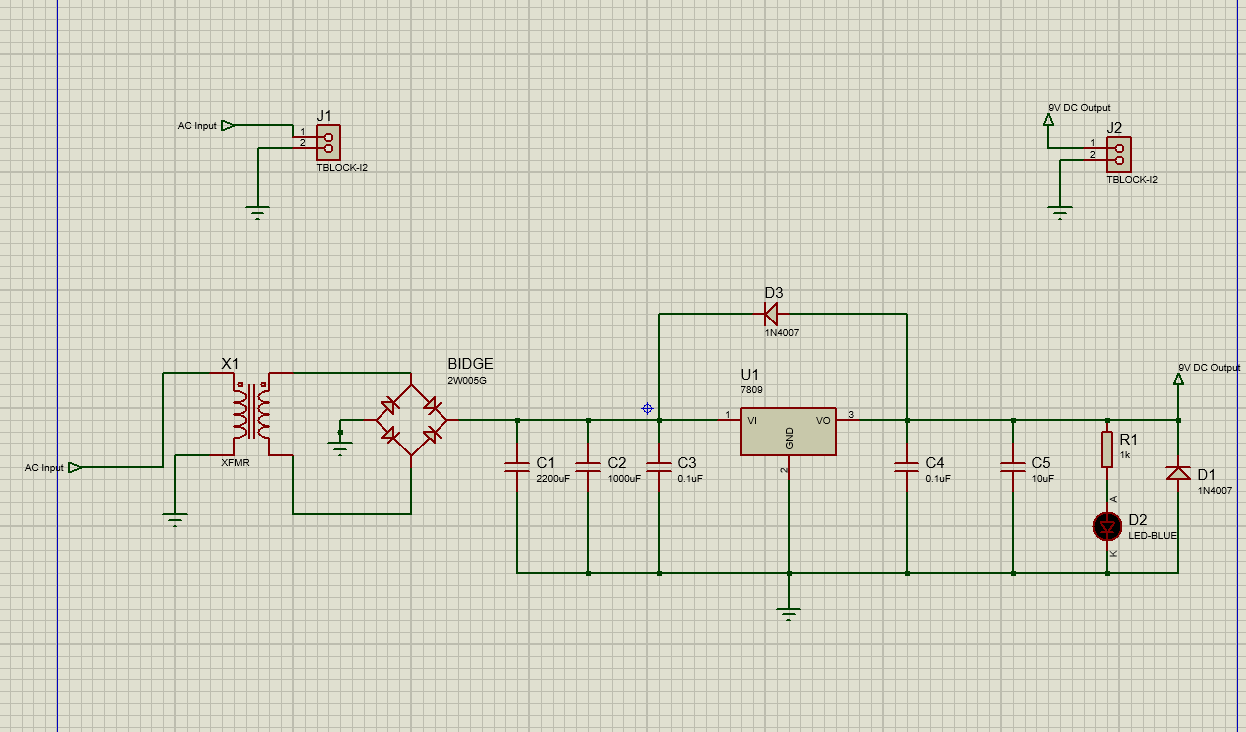 9V DC Output
J1
AC Input
1
2
TBLOCK-I2
J2
1
2
TBLOCK-I2
D3
1N4007
X1
XFMR
AC Input
BIDGE
2W005G
U1
7809
1
VI
VO
3
GND
2
C1
2200uF
C2
1000uF
C3
0.1uF
C4
0.1uF
C5
10uF
9V DC Output
R1
1k
A
D2
LED-BLUE
K
D1
1N4007